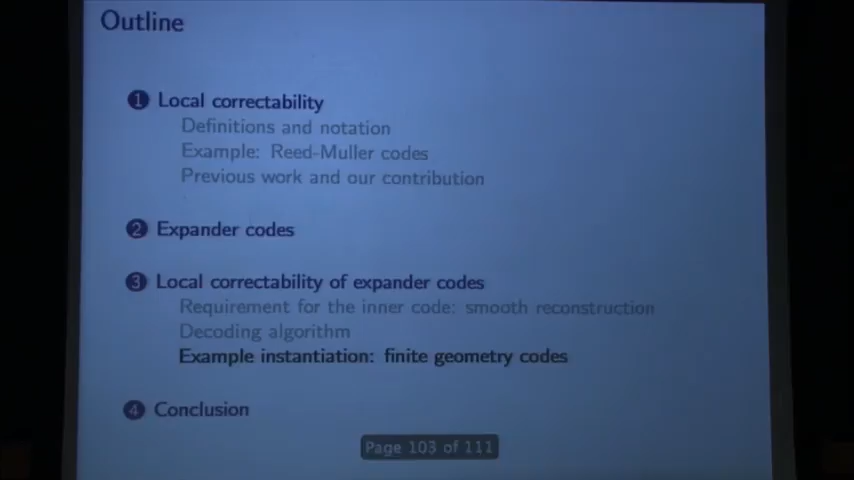 Outline
1 Local correctability
Definitions and notation
Example: Reed-Muller codes
Previous work and our contribution
2 Expander codes
3 Local correctability of expander codes
Requirement for the inner code: smooth reconstruction
Decoding algorithm
Example instantiation: finite geometry codes
4 Conclusion
Page 103 of 111